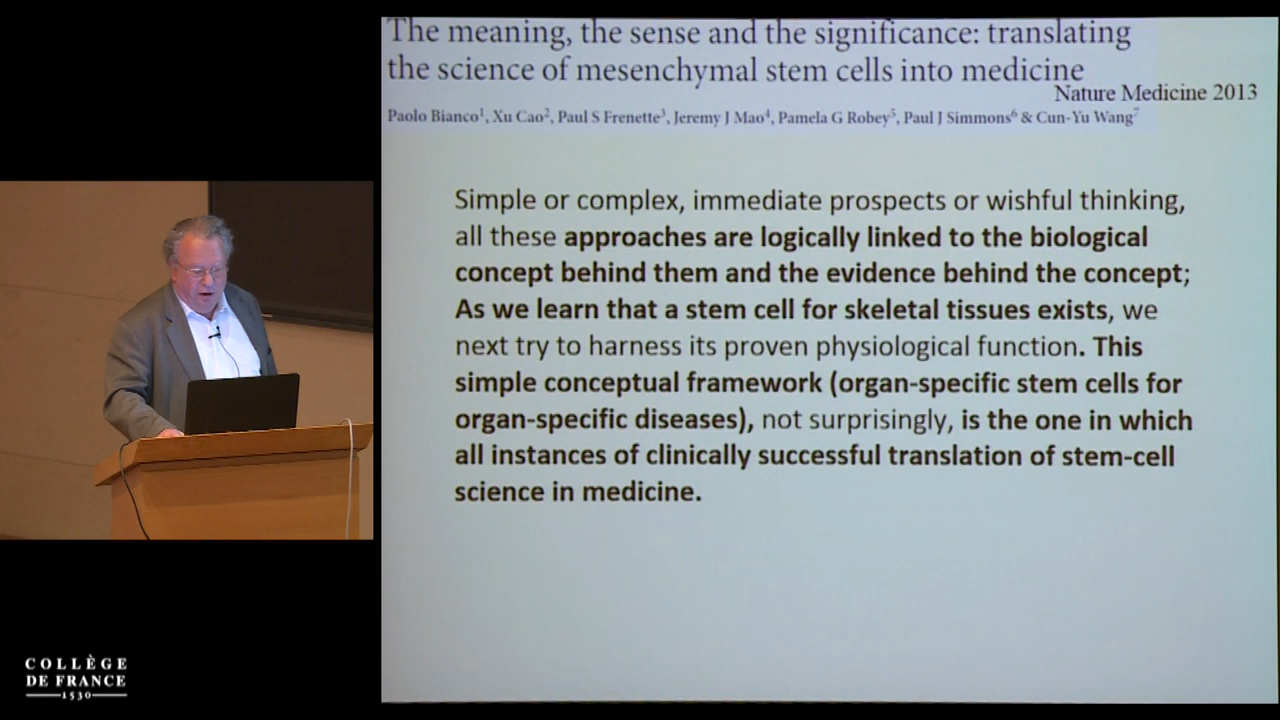 The meaning, the sense and the significance: translating
the science of mesenchymal stem cells into medicine
Nature Medicine 2013
Paolo Bianco¹, Xu Cao², Paul S Frenette³, Jeremy J Mao⁴, Pamela G Robey⁵, Paul J Simmons⁶ & Cun-Yu Wang⁷
Simple or complex, immediate prospects or wishful thinking,
all these approaches are logically linked to the biological
concept behind them and the evidence behind the concept;
As we learn that a stem cell for skeletal tissues exists, we
next try to harness its proven physiological function. This
simple conceptual framework (organ-specific stem cells for
organ-specific diseases), not surprisingly, is the one in which
all instances of clinically successful translation of stem-cell
science in medicine.
COLLÈGE
DE FRANCE
1530